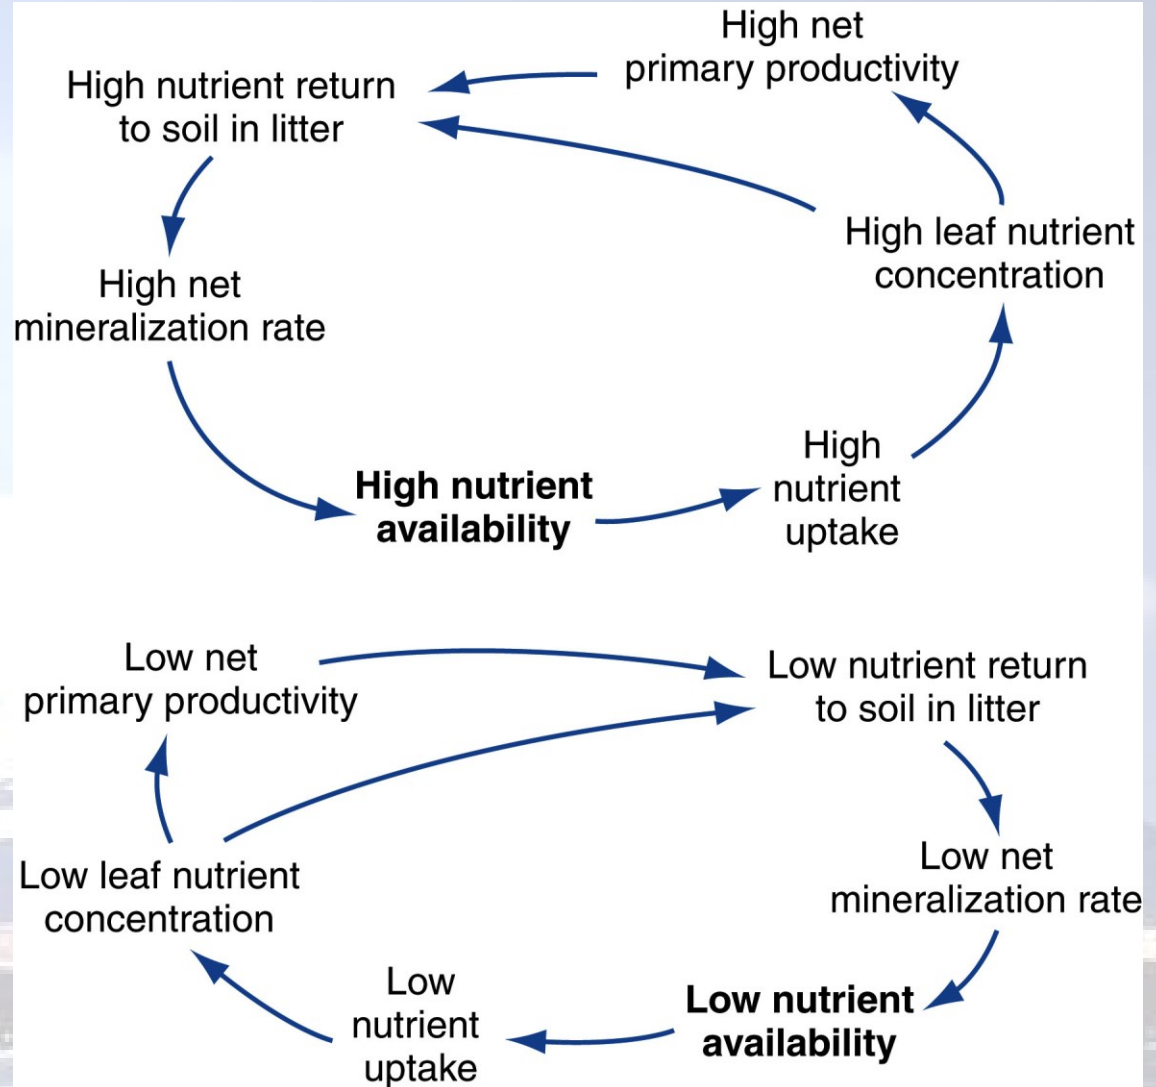 High net
primary productivity
High nutrient return
to soil in litter
High leaf nutrient
concentration
High net
mineralization rate
High
nutrient
uptake
High nutrient
availability
Low net
primary productivity
Low nutrient return
to soil in litter
Low leaf nutrient
concentration
Low net
mineralization rate
Low
nutrient
uptake
Low nutrient
availability